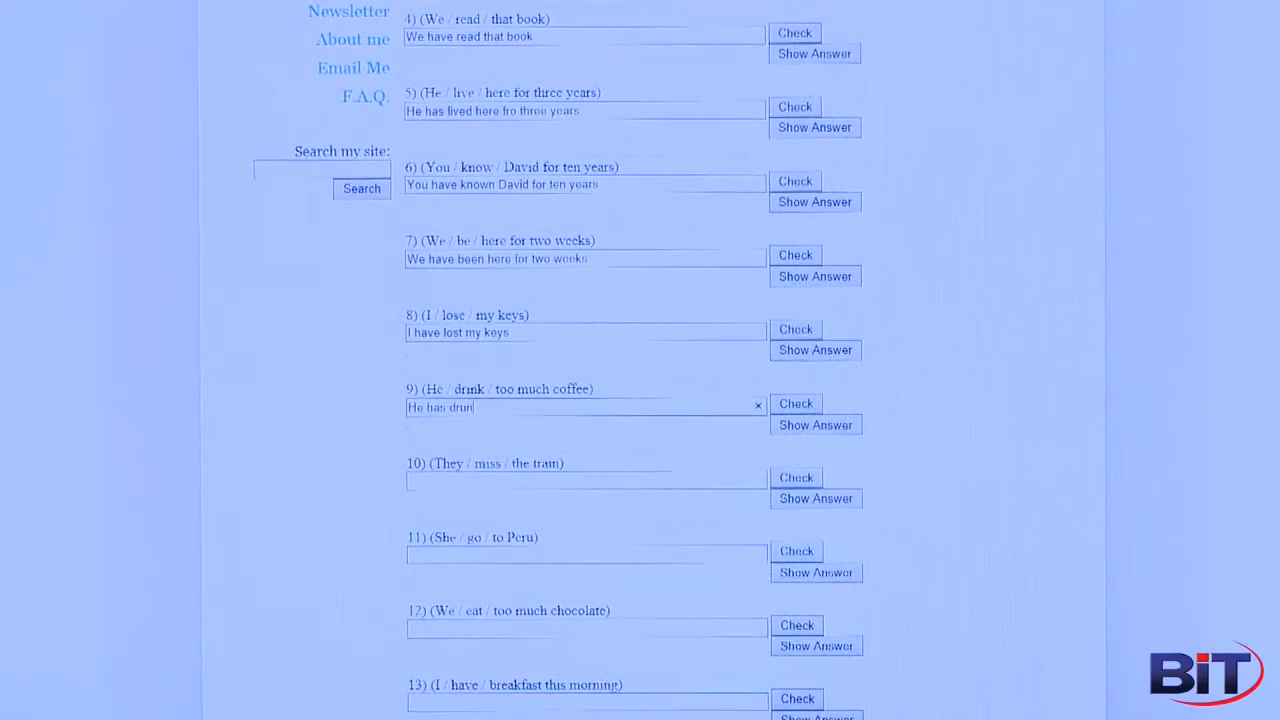 Newsletter
About me
Email Me
F.A.Q.
Search my site:
Search
4) (We / read / that book)
We have read that book
Check
Show Answer
5) (He / live / here for three years)
He has lived here fro three years
Check
Show Answer
6) (You / know / David for ten years)
You have known David for ten years
Check
Show Answer
7) (We / be / here for two weeks)
We have been here for two weeks
Check
Show Answer
8) (I / lose / my keys)
I have lost my keys
Check
Show Answer
9) (He / drink / too much coffee)
He has drun
×
Check
Show Answer
10) (They / miss / the train)
Check
Show Answer
11) (She / go / to Peru)
Check
Show Answer
12) (We / eat / too much chocolate)
Check
Show Answer
13) (I / have / breakfast this morning)
Check
Show Answer
BiT